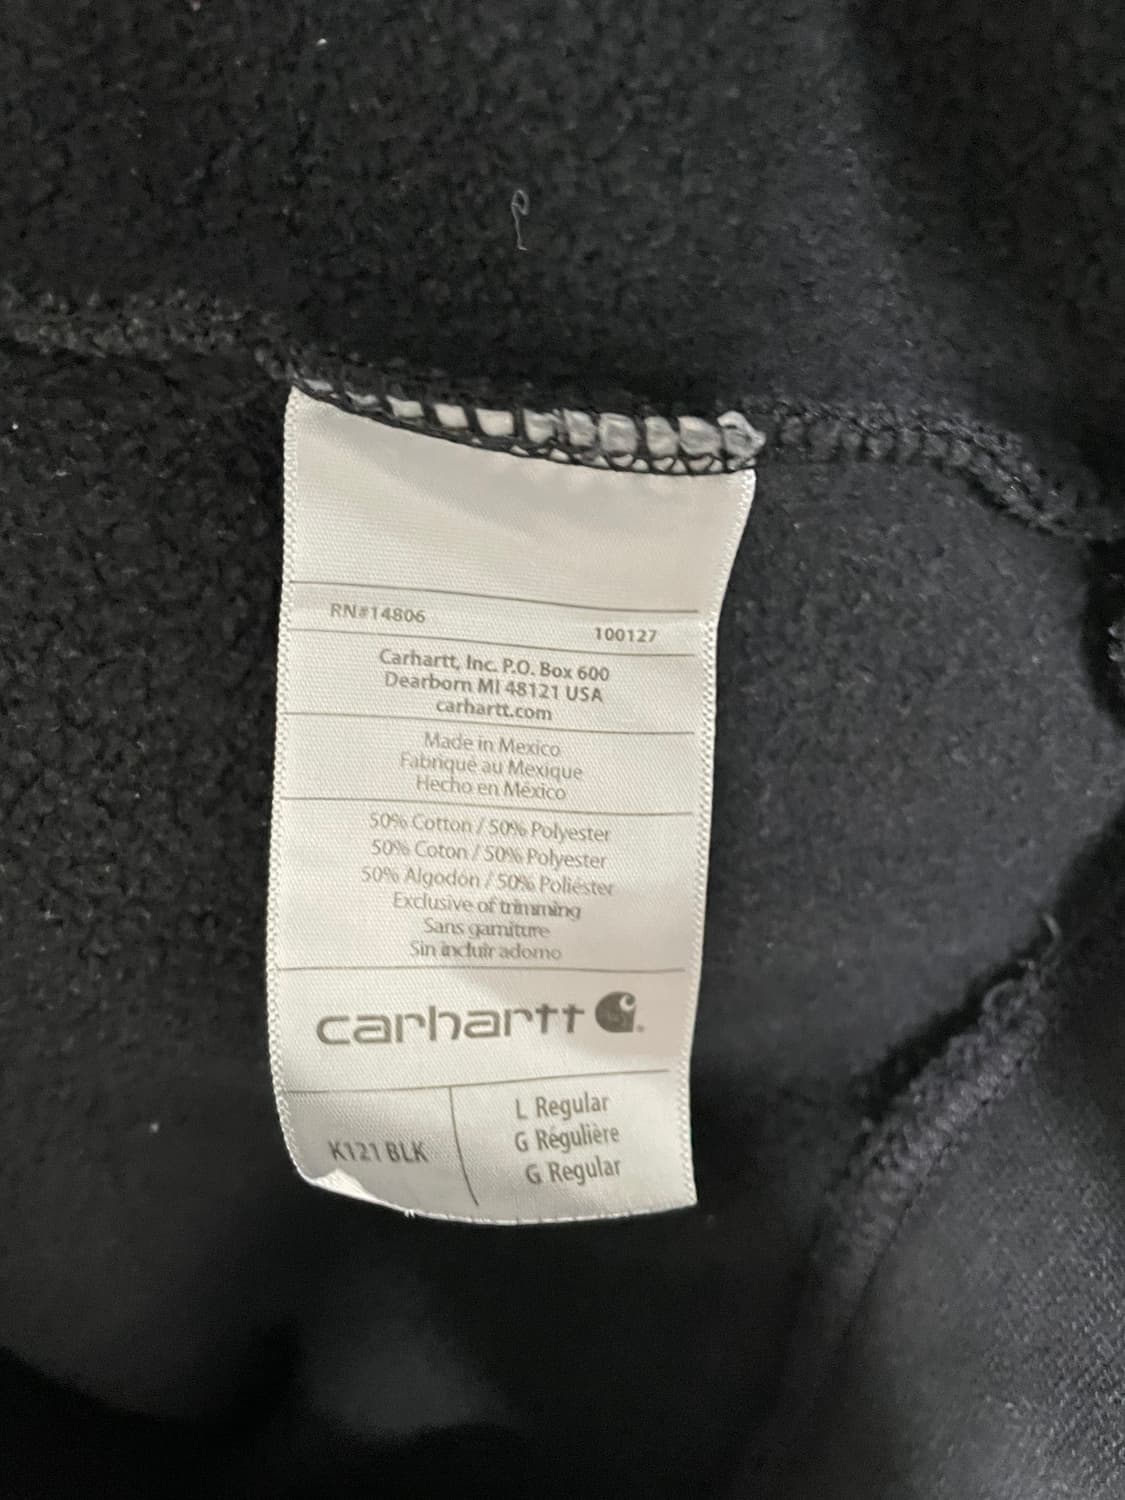 RN#14806
100127
Carhartt, Inc. P.O. Box 600
Dearborn MI 48121 USA
carhartt.com
Made in Mexico
Fabriqué au Mexique
Hecho en México
50% Cotton / 50% Polyester
50% Coton / 50% Polyester
50% Algodón / 50% Poliéster
Exclusive of trimming
Sans garniture
Sin incluir adorno
carhartt
K121 BLK
L Regular
G Régulière
G Regular